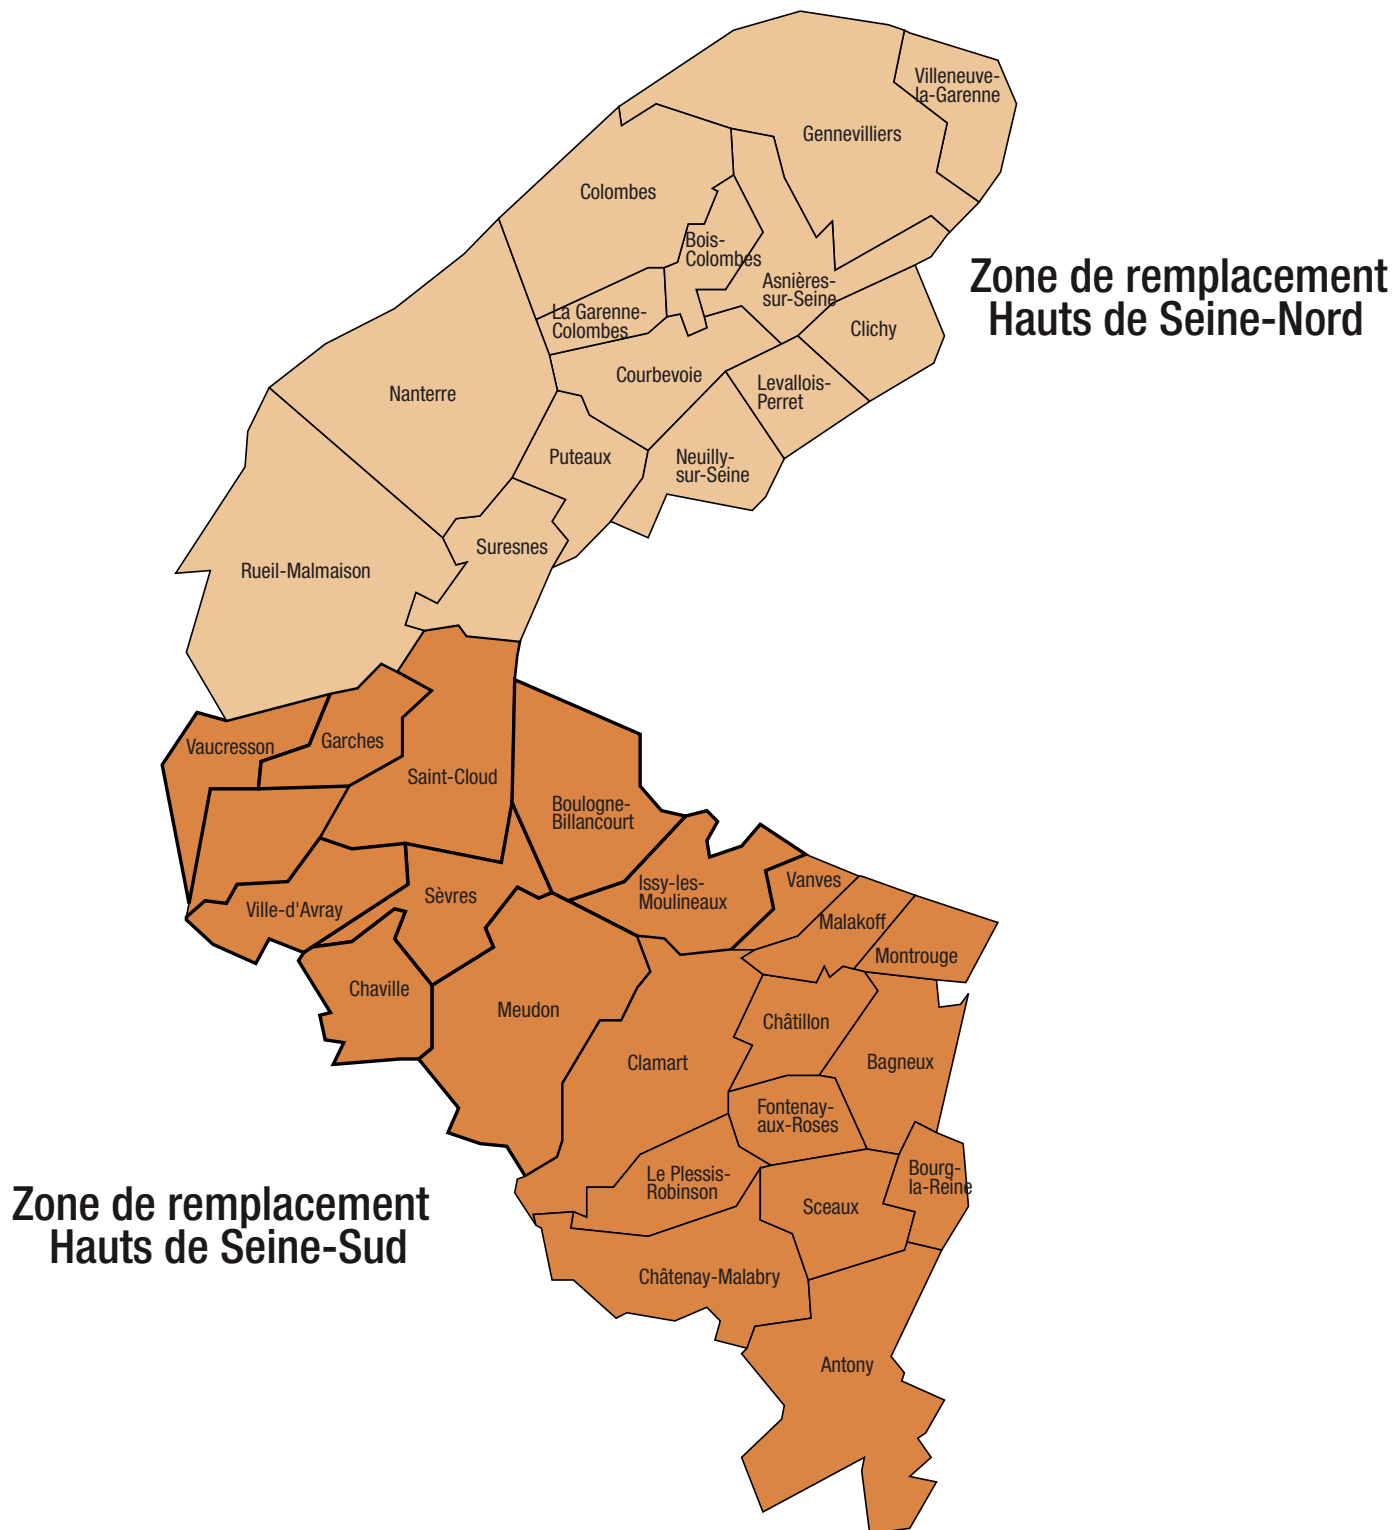 Villeneuve-
la-Garenne
Gennevilliers
Colombes
Bois-
Colombes
Zone de remplacement
Hauts de Seine-Nord
Asnières-
sur-Seine
La Garenne-
Colombes
Clichy
Courbevoie
Levallois-
Perret
Nanterre
Puteaux
Neuilly-
sur-Seine
Suresnes
Rueil-Malmaison
Vaucresson
Garches
Saint-Cloud
Boulogne-
Billancourt
Issy-les-
Moulineaux
Vanves
Sèvres
Ville-d'Avray
Malakoff
Montrouge
Chaville
Meudon
Châtillon
Clamart
Bagneux
Fontenay-
aux-Roses
Le Plessis-
Robinson
Bourg-
la-Reine
Sceaux
Zone de remplacement
Hauts de Seine-Sud
Châtenay-Malabry
Antony